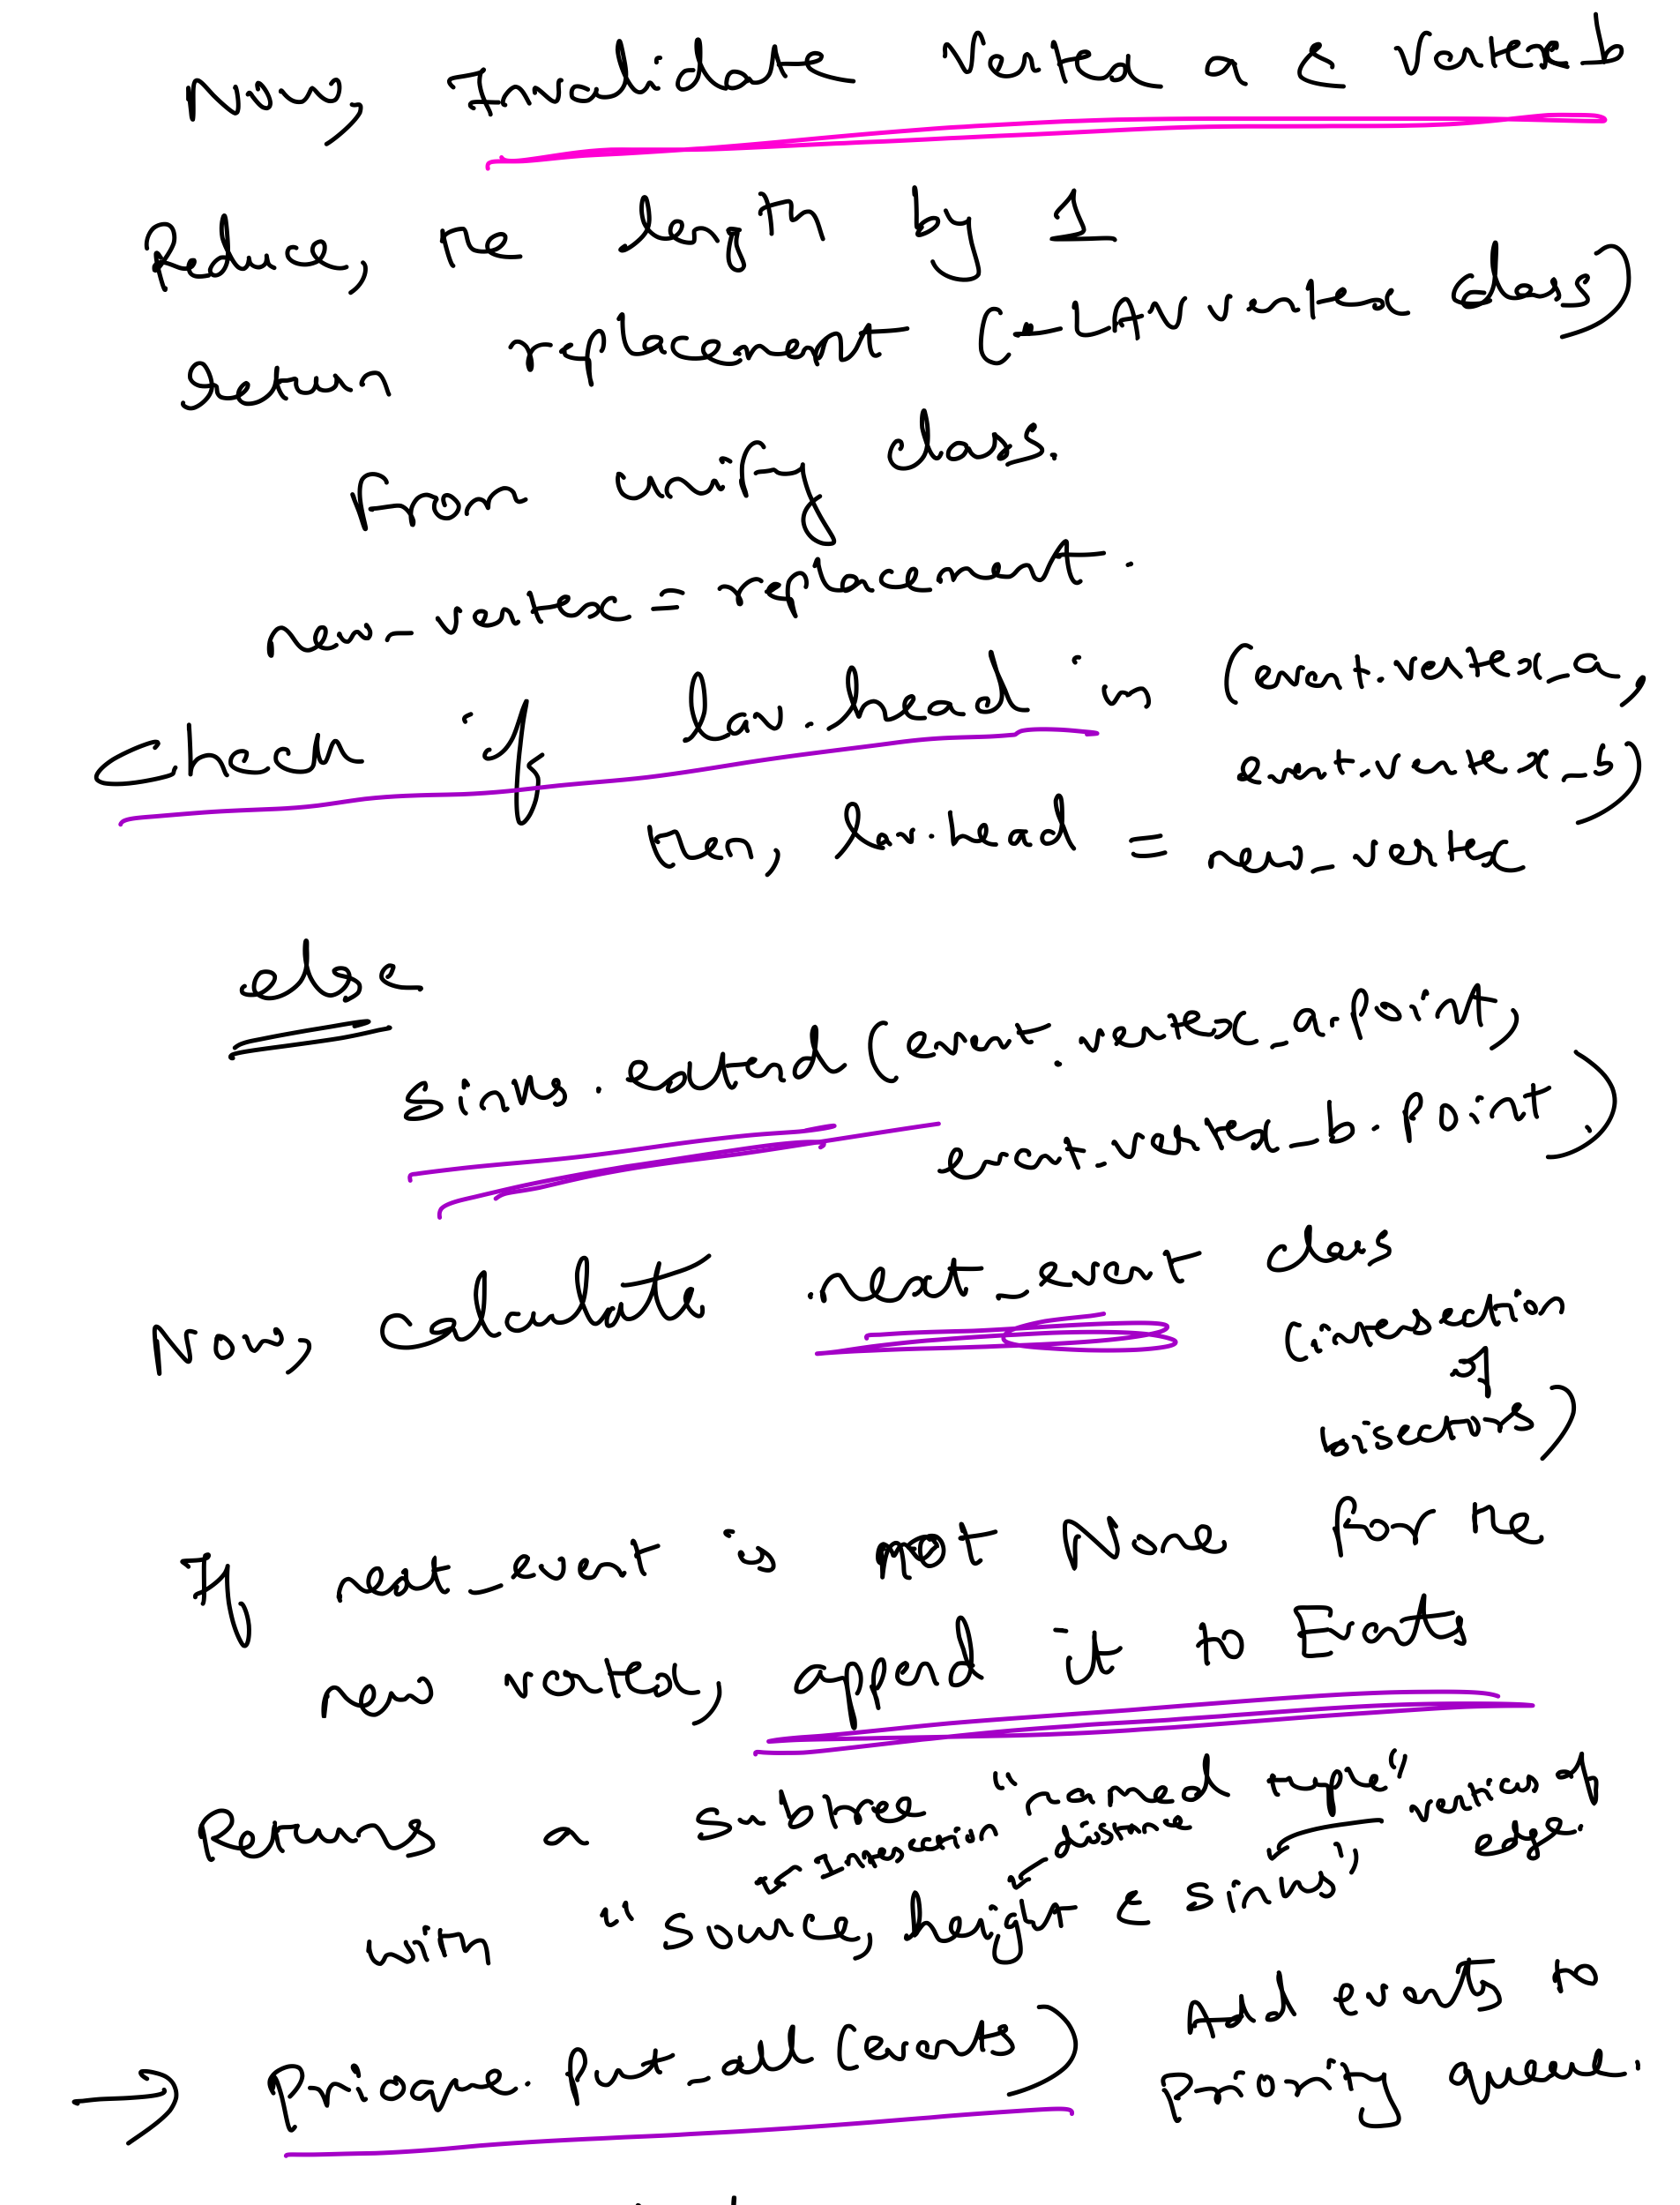 Now, Invalidate Vertex a & vertex b
Reduce, the length by 1
return replacement (-LAV vertex class)
from unify class.
new-vertex = replacement.
check if lav.head in (event.vertex_a,
event.vertex_b)
then, lav.head = new_vertex
else
sinks.extend (event.vertex_a.point,
event.vertex_b.point)
Now, calculate next_event class
(intersection
of
bisectors)
If next_event is not None for the
new vertex, append it to Events
Returns a subtree "named tuple"
Intersection distance vertices of
edge.
with "source, height & sinks"
→ Prioque.put_all(events) Add events to
priority queue.